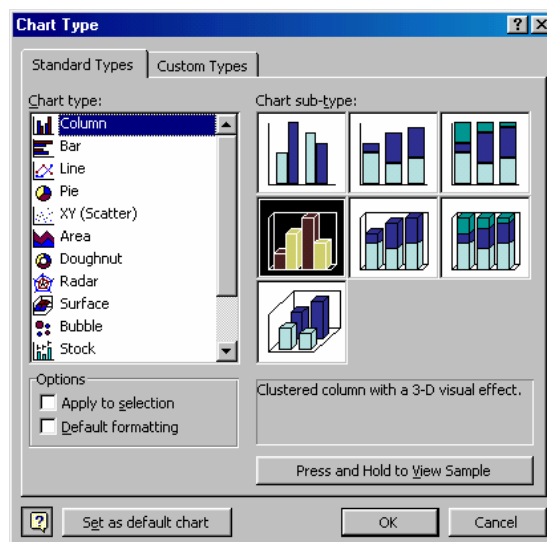 Chart Type
Standard Types
Custom Types
Chart type:
Column
Bar
Line
Pie
XY (Scatter)
Area
Doughnut
Radar
Surface
Bubble
Stock
Chart sub-type:
Options
Apply to selection
Default formatting
Clustered column with a 3-D visual effect.
Press and Hold to View Sample
Set as default chart
OK
Cancel